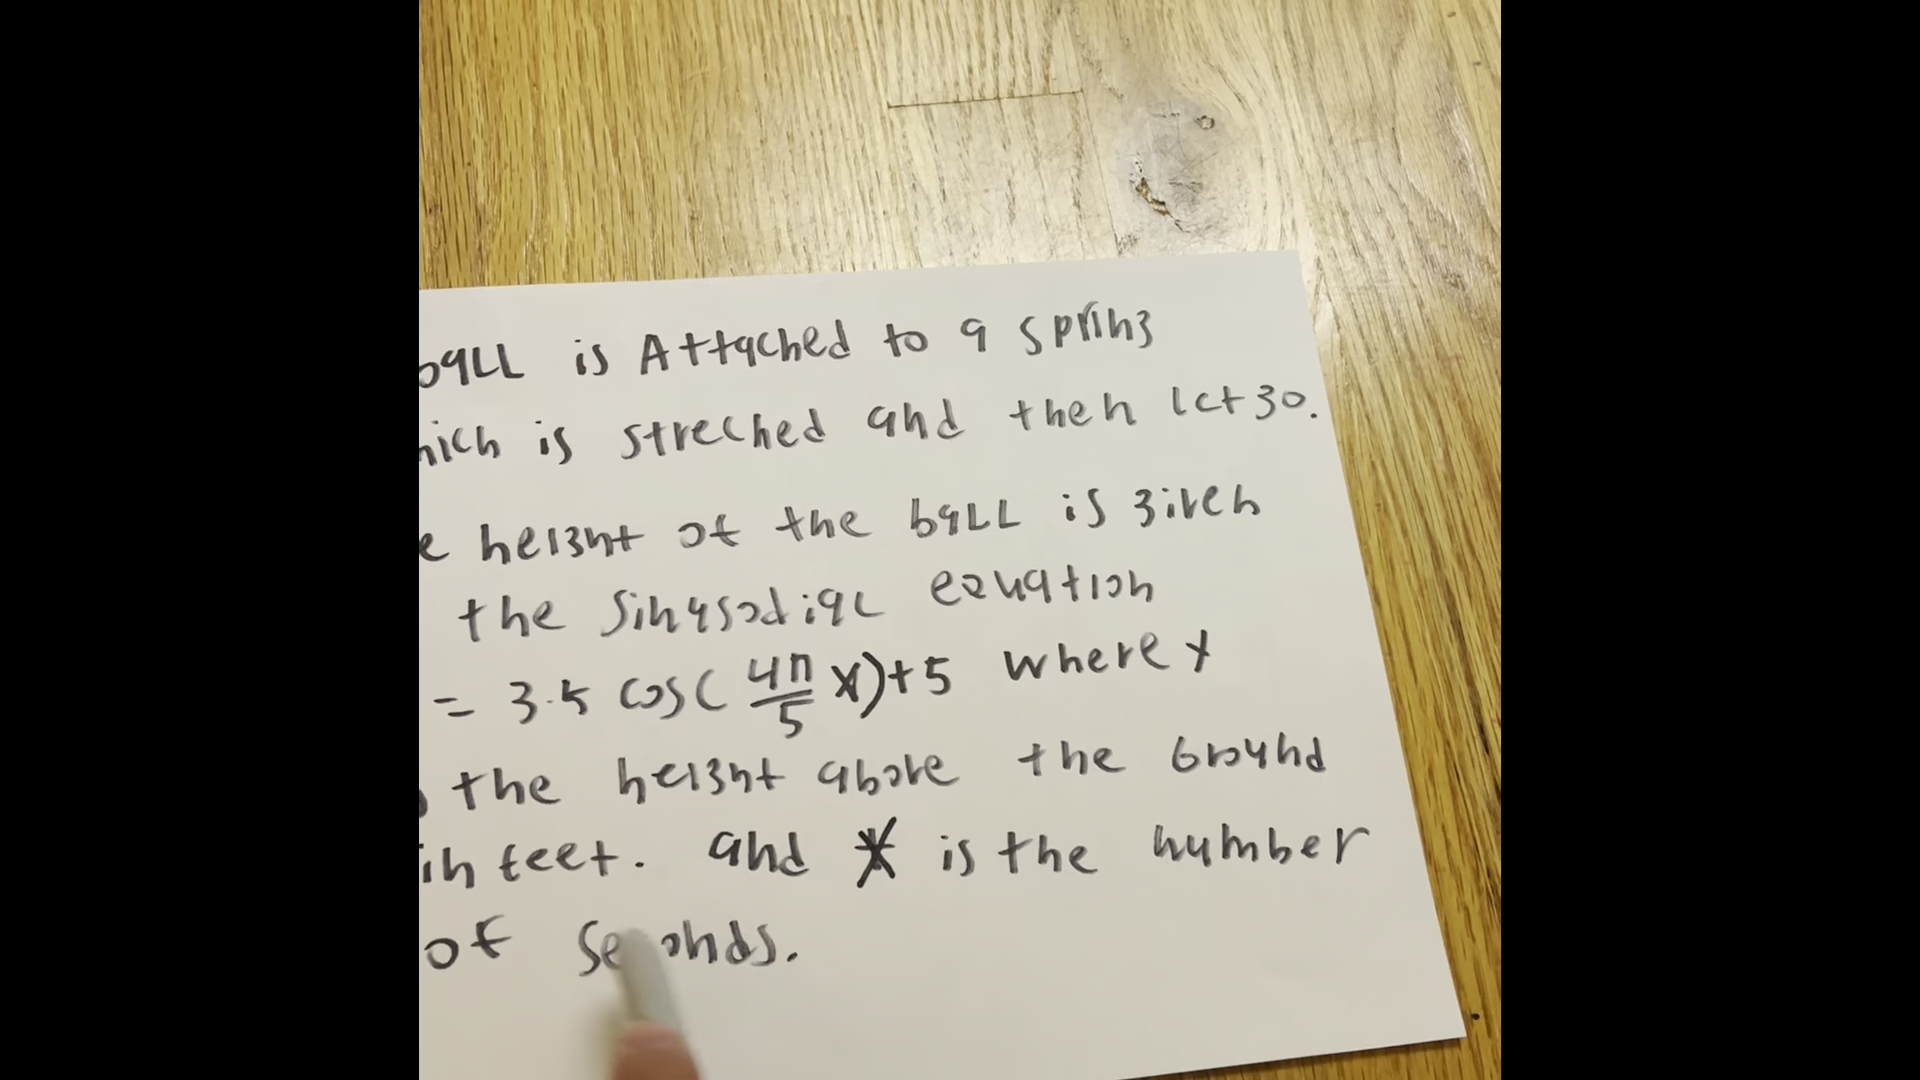 ball is Attached to a spring
hich is streched and then let go.
e height of the ball is given
the Sinusodial equation
= 3.5 cos( 4π/5 x)+5 where y
the height above the Ground
in feet. and x is the number
of Seconds.